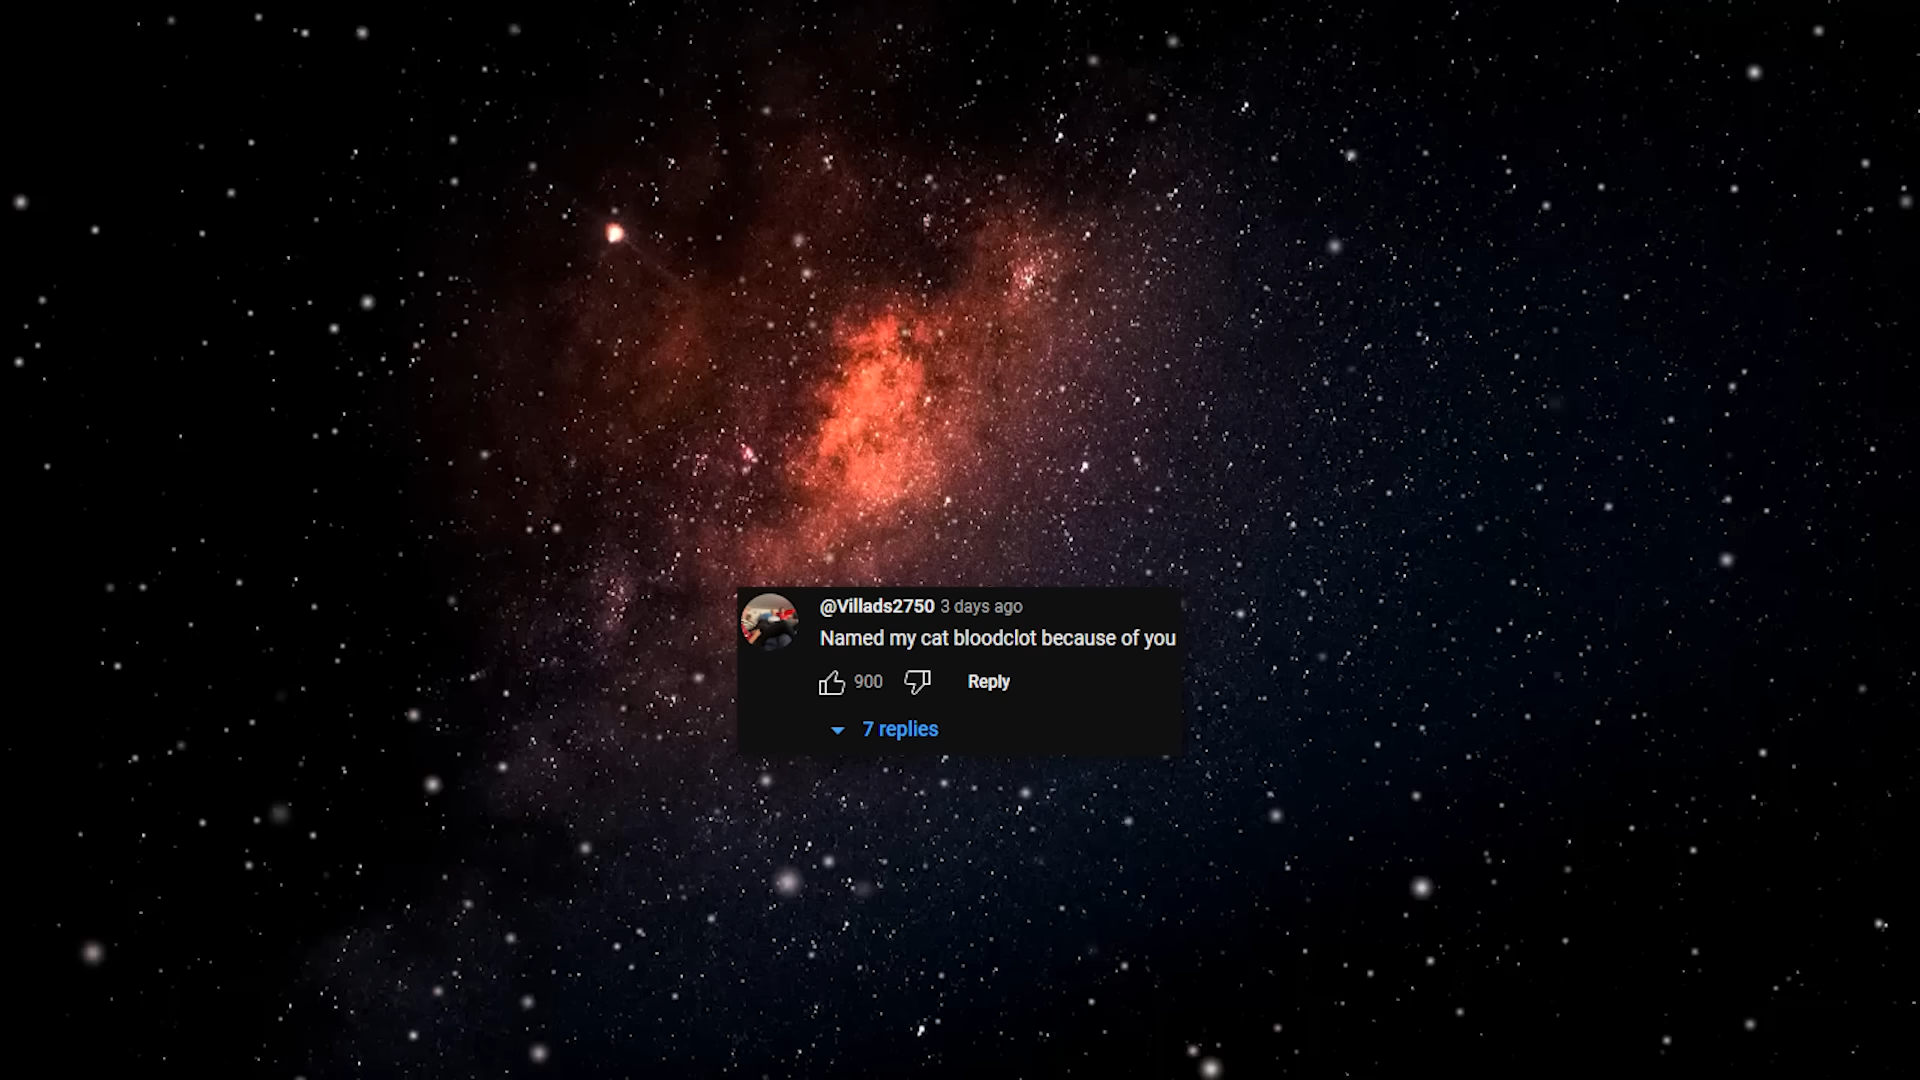 @Villads2750 3 days ago
Named my cat bloodclot because of you
900 Reply
7 replies